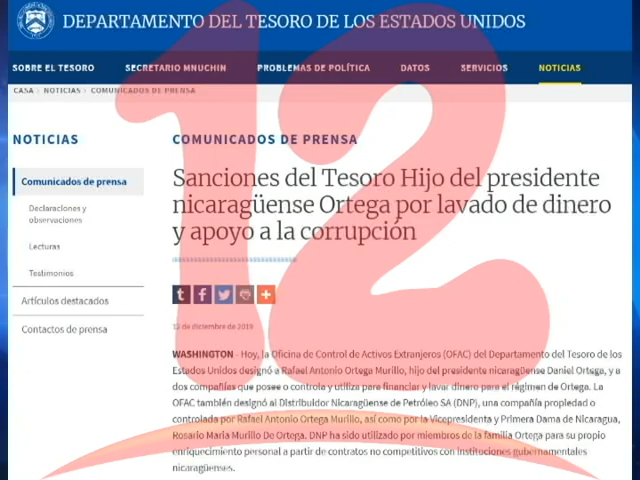 DEPARTAMENTO DEL TESORO DE LOS ESTADOS UNIDOS
SOBRE EL TESORO SECRETARIO MNUCHIN PROBLEMAS DE POLÍTICA DATOS SERVICIOS NOTICIAS
CASA › NOTICIAS › COMUNICADOS DE PRENSA
NOTICIAS
Comunicados de prensa
Declaraciones y
observaciones
Lecturas
Testimonios
Artículos destacados
Contactos de prensa
COMUNICADOS DE PRENSA
Sanciones del Tesoro Hijo del presidente
nicaragüense Ortega por lavado de dinero
y apoyo a la corrupción
12 de diciembre de 2019
WASHINGTON - Hoy, la Oficina de Control de Activos Extranjeros (OFAC) del Departamento del Tesoro de los
Estados Unidos designó a Rafael Antonio Ortega Murillo, hijo del presidente nicaragüense Daniel Ortega, y a
dos compañías que posee o controla y utiliza para financiar y lavar dinero para el régimen de Ortega. La
OFAC también designó al Distribuidor Nicaragüense de Petróleo SA (DNP), una compañía propiedad o
controlada por Rafael Antonio Ortega Murillo, así como por la Vicepresidenta y Primera Dama de Nicaragua,
Rosario Maria Murillo De Ortega. DNP ha sido utilizado por miembros de la familia Ortega para su propio
enriquecimiento personal a partir de contratos no competitivos con instituciones gubernamentales
nicaragüenses.
12